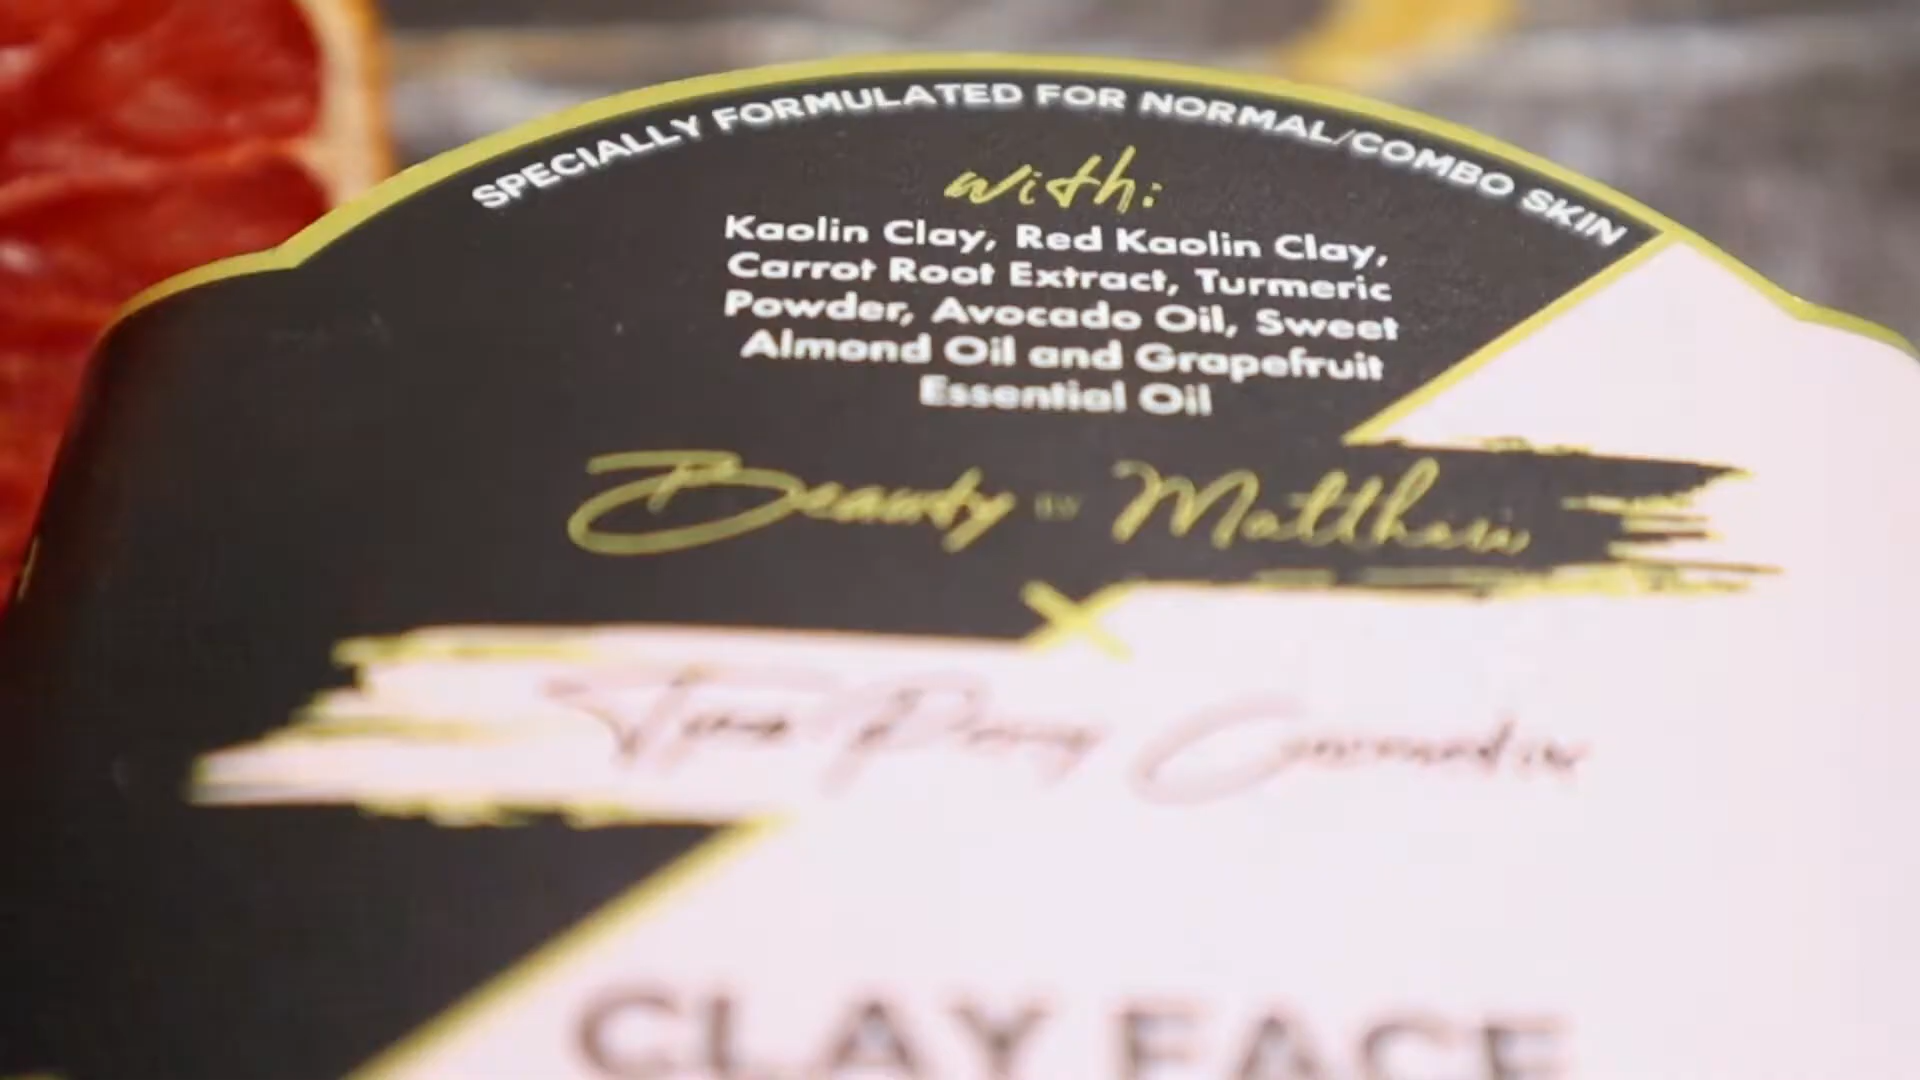 SPECIALLY FORMULATED FOR NORMAL/COMBO SKIN
with:
Kaolin Clay, Red Kaolin Clay,
Carrot Root Extract, Turmeric
Powder, Avocado Oil, Sweet
Almond Oil and Grapefruit
Essential Oil
Beauty BY Matthew
X
CLAY FACE